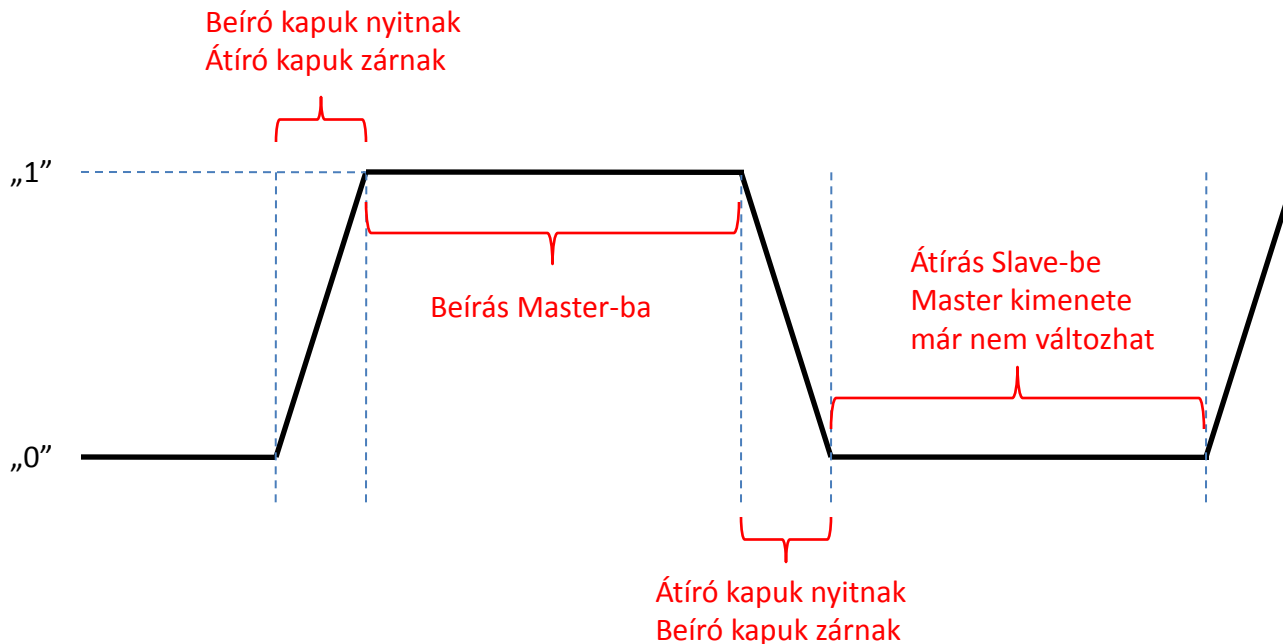 Beíró kapuk nyitnak
Átíró kapuk zárnak
„1”
Beírás Master-ba
Átírás Slave-be
Master kimenete
már nem változhat
„0”
Átíró kapuk nyitnak
Beíró kapuk zárnak